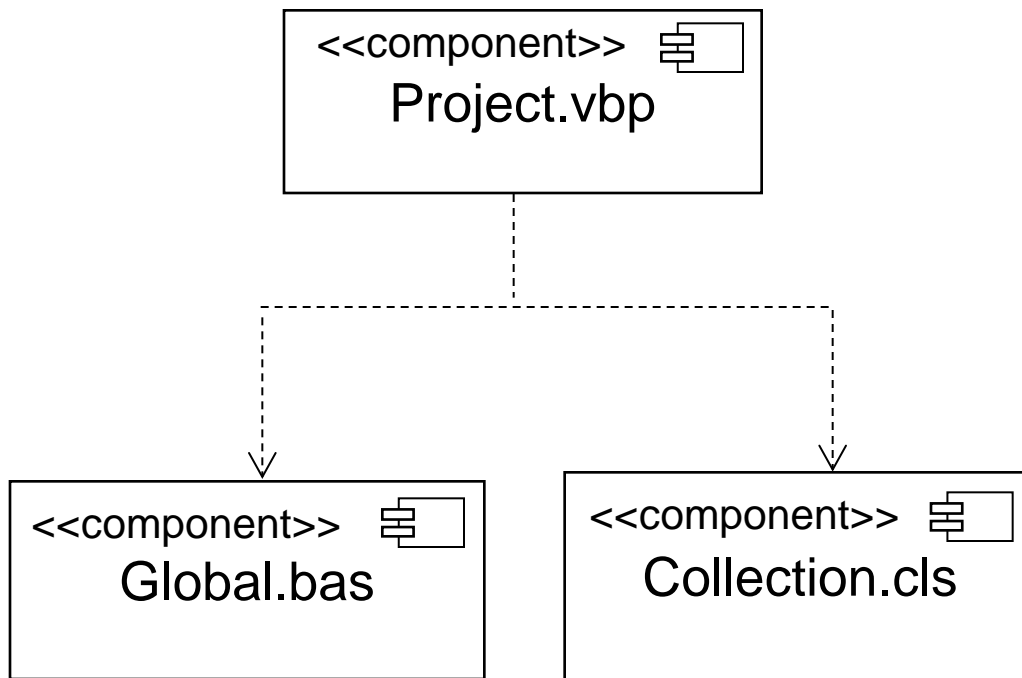 <<component>>
Project.vbp
<<component>>
Global.bas
<<component>>
Collection.cls